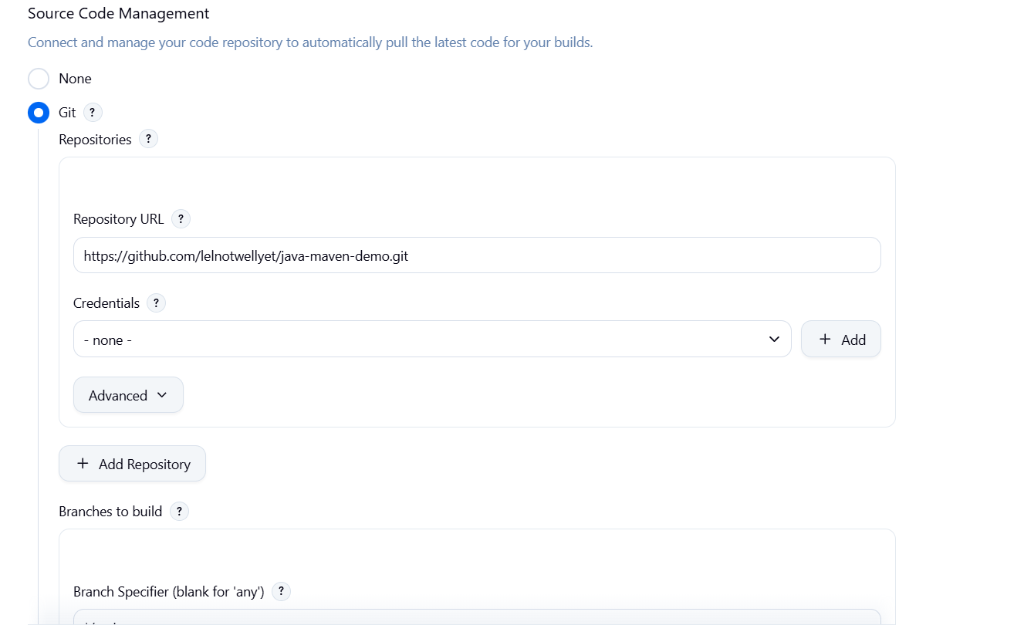 Source Code Management
Connect and manage your code repository to automatically pull the latest code for your builds.
None
Git ?
Repositories ?
Repository URL ?
https://github.com/lelnotwellyet/java-maven-demo.git
Credentials ?
- none -
+ Add
Advanced
+ Add Repository
Branches to build ?
Branch Specifier (blank for 'any') ?